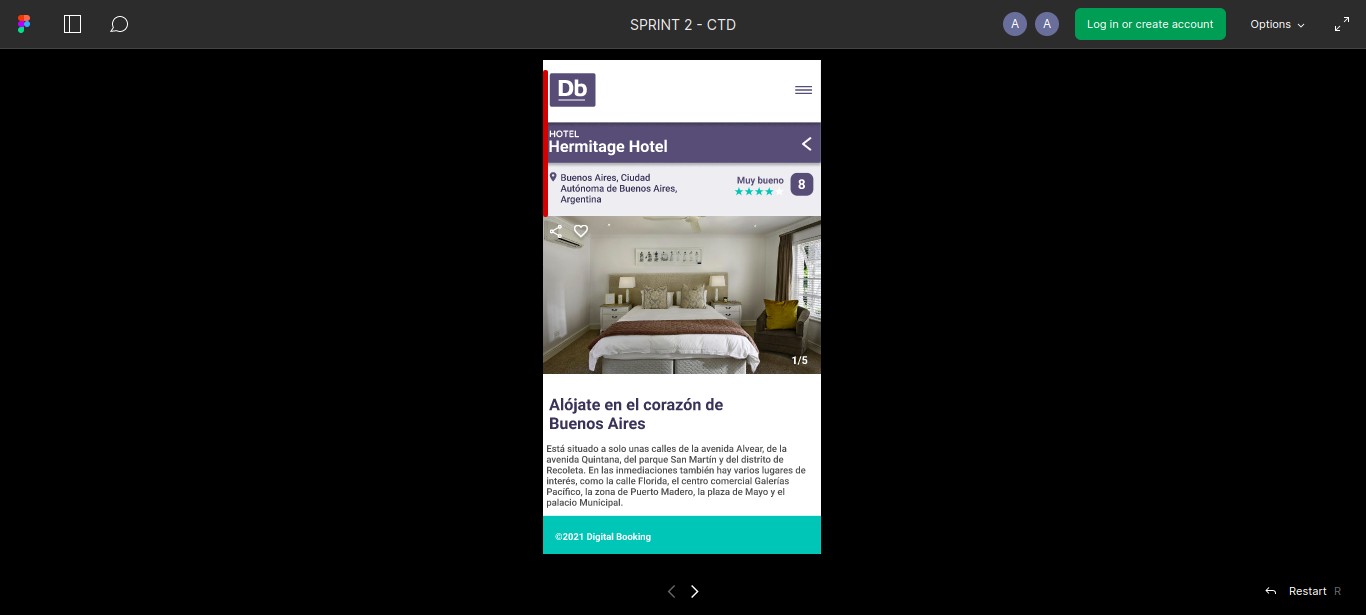 SPRINT 2 - CTD
A
A
Log in or create account
Options
Db
HOTEL
Hermitage Hotel
Buenos Aires, Ciudad
Autónoma de Buenos Aires,
Argentina
Muy bueno
8
1/5
Alójate en el corazón de
Buenos Aires
Está situado a solo unas calles de la avenida Alvear, de la
avenida Quintana, del parque San Martín y del distrito de
Recoleta. En las inmediaciones también hay varios lugares de
interés, como la calle Florida, el centro comercial Galerías
Pacífico, la zona de Puerto Madero, la plaza de Mayo y el
palacio Municipal.
©2021 Digital Booking
Restart R